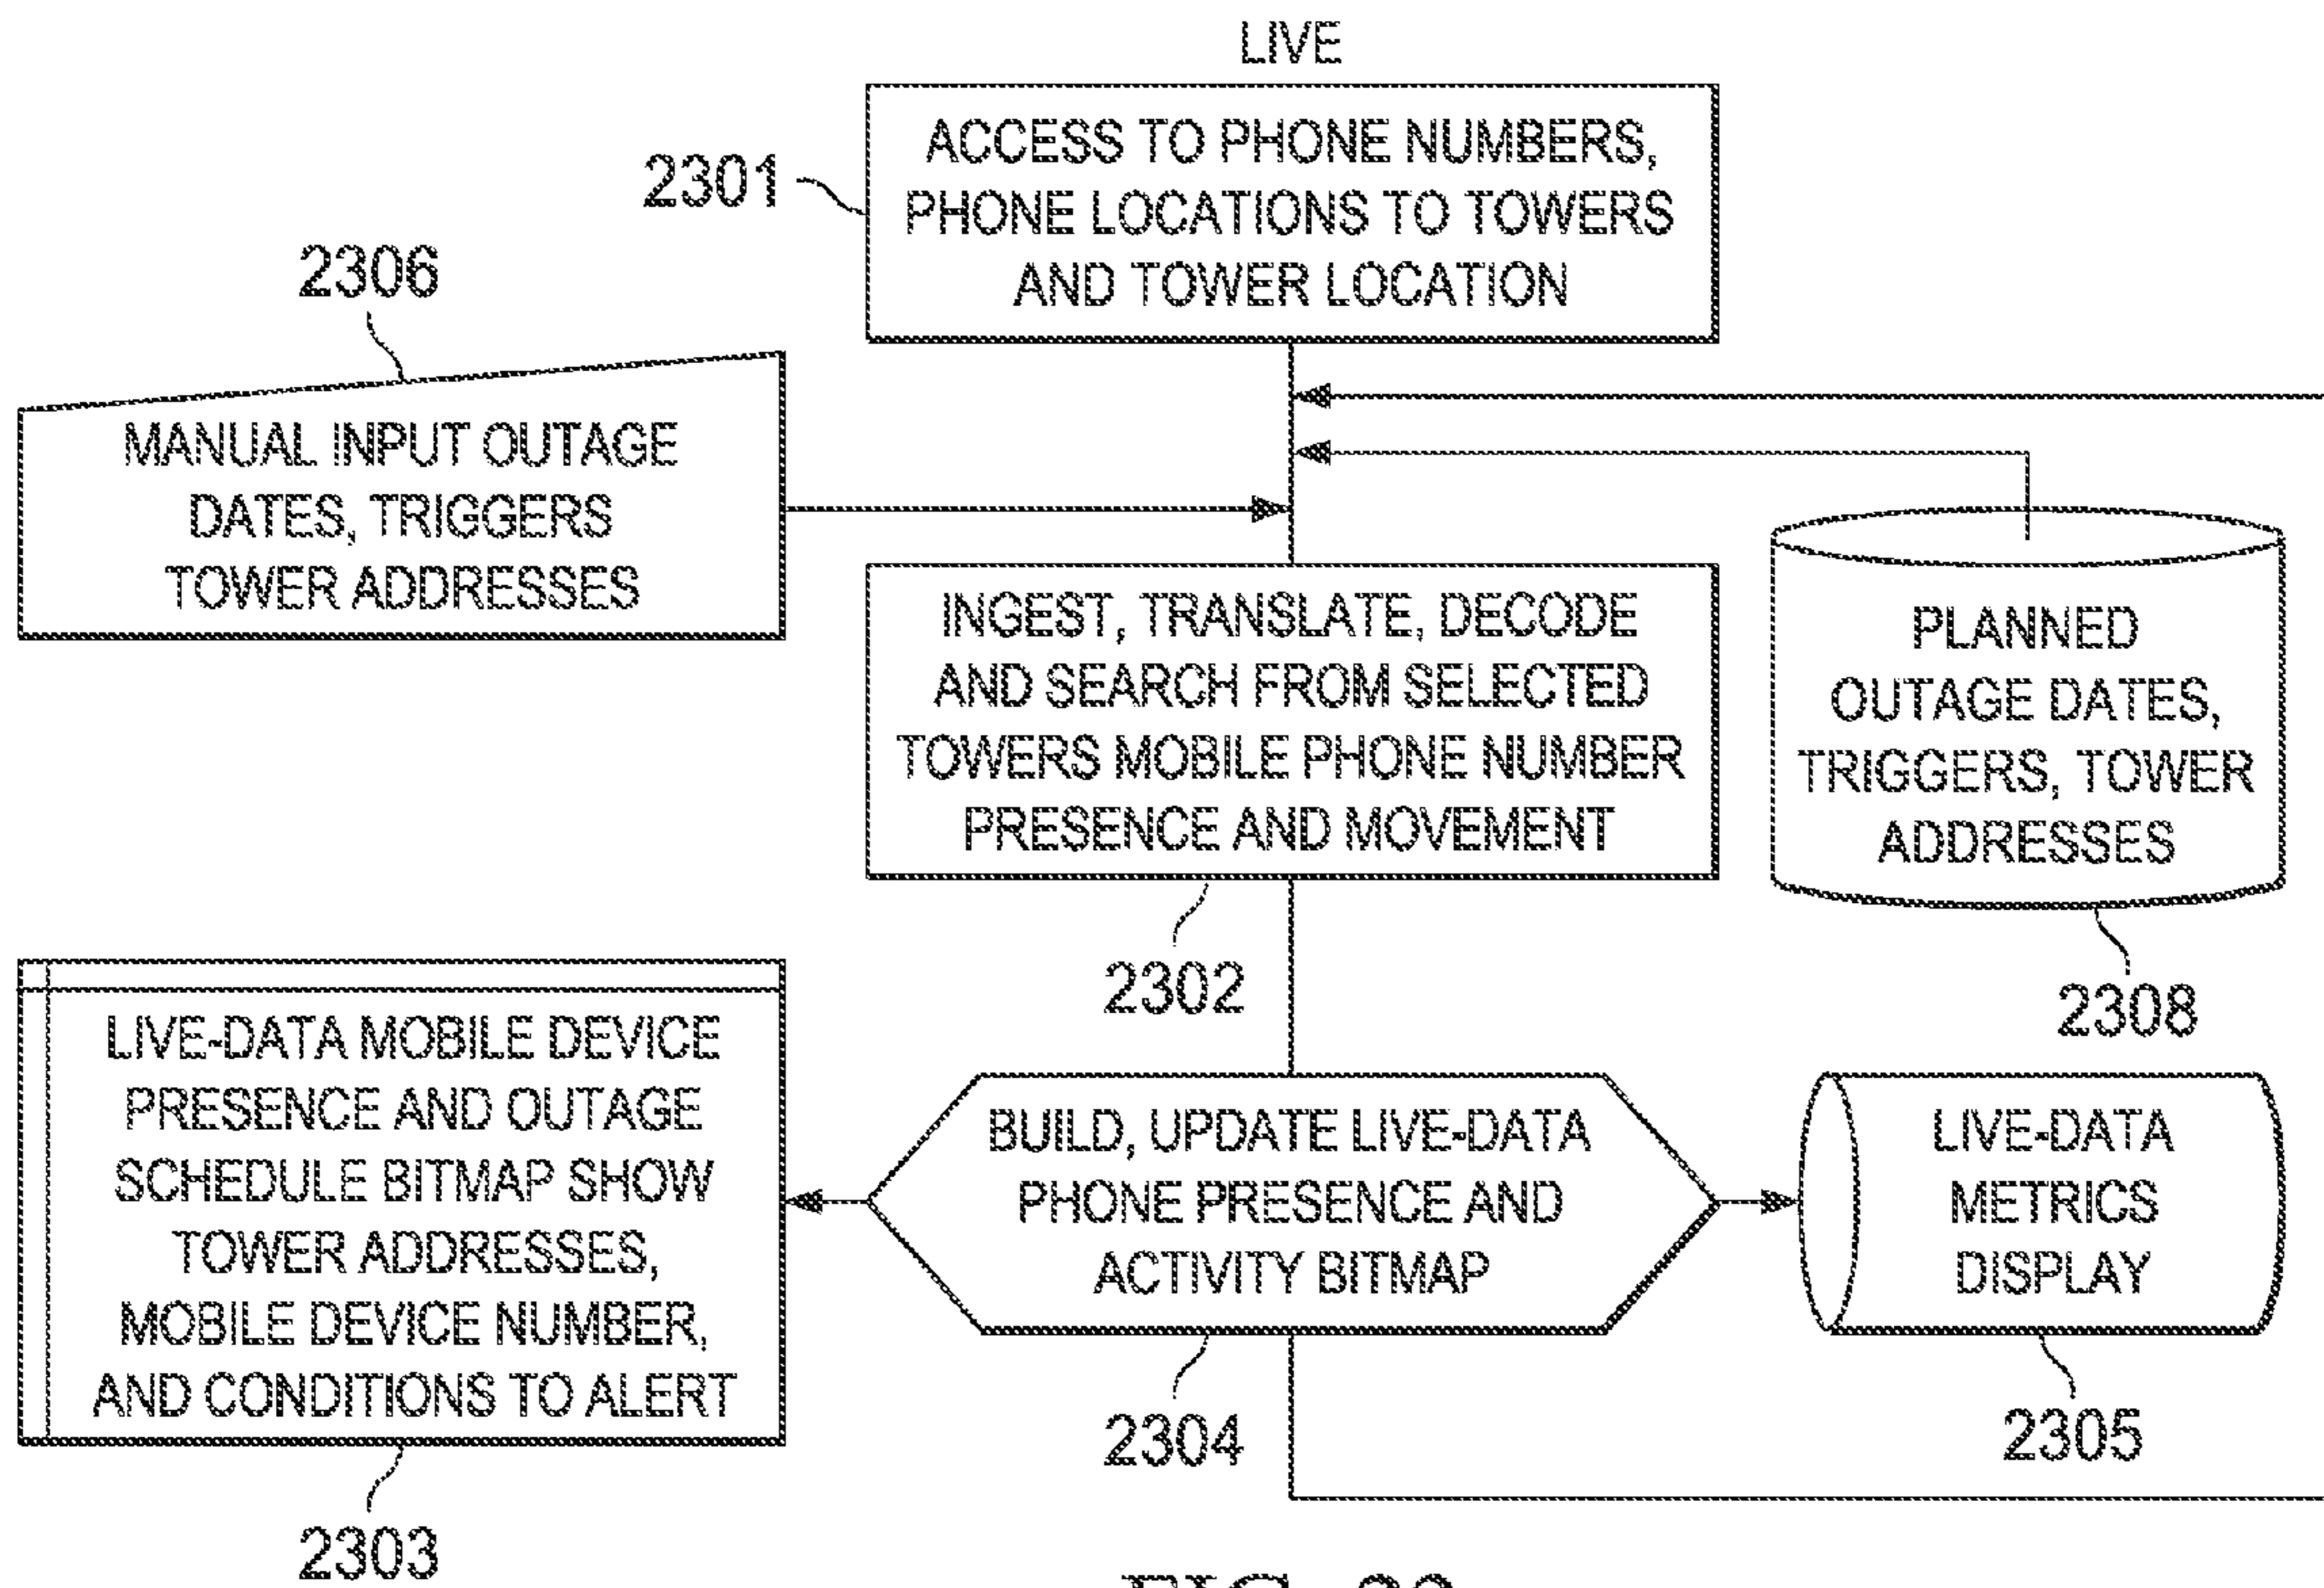 LIVE
2301
ACCESS TO PHONE NUMBERS,
PHONE LOCATIONS TO TOWERS
AND TOWER LOCATION
2306
MANUAL INPUT OUTAGE
DATES, TRIGGERS
TOWER ADDRESSES
INGEST, TRANSLATE, DECODE
AND SEARCH FROM SELECTED
TOWERS MOBILE PHONE NUMBER
PRESENCE AND MOVEMENT
2302
PLANNED
OUTAGE DATES,
TRIGGERS, TOWER
ADDRESSES
2308
LIVE-DATA MOBILE DEVICE
PRESENCE AND OUTAGE
SCHEDULE BITMAP SHOW
TOWER ADDRESSES,
MOBILE DEVICE NUMBER,
AND CONDITIONS TO ALERT
2303
BUILD, UPDATE LIVE-DATA
PHONE PRESENCE AND
ACTIVITY BITMAP
2304
LIVE-DATA
METRICS
DISPLAY
2305